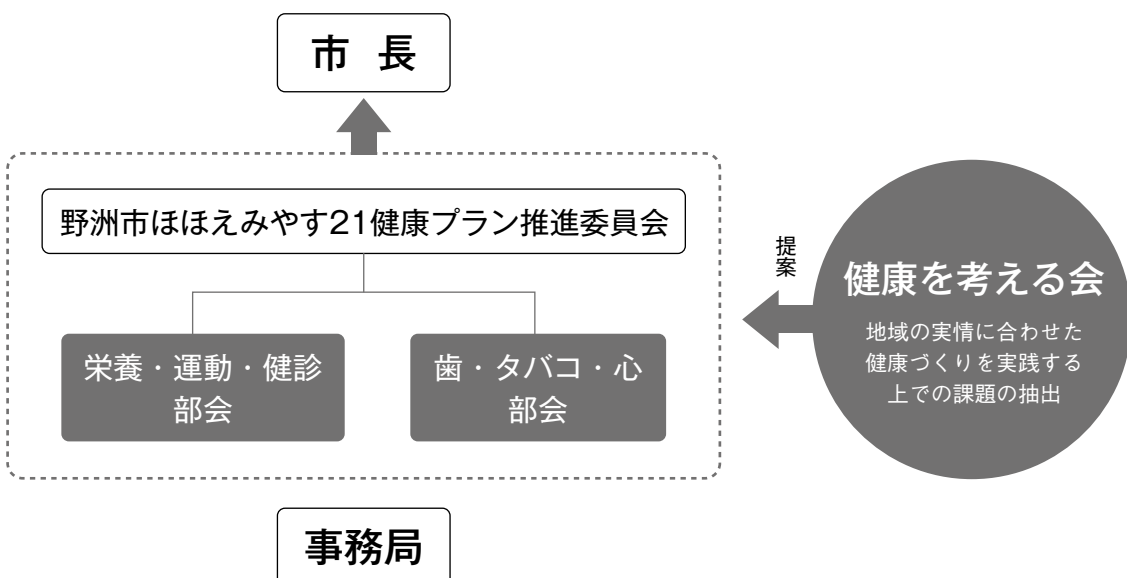 市 長
野洲市ほほえみやす21健康プラン推進委員会
栄養・運動・健診
部会
歯・タバコ・心
部会
提案
健康を考える会
地域の実情に合わせた
健康づくりを実践する
上での課題の抽出
事務局